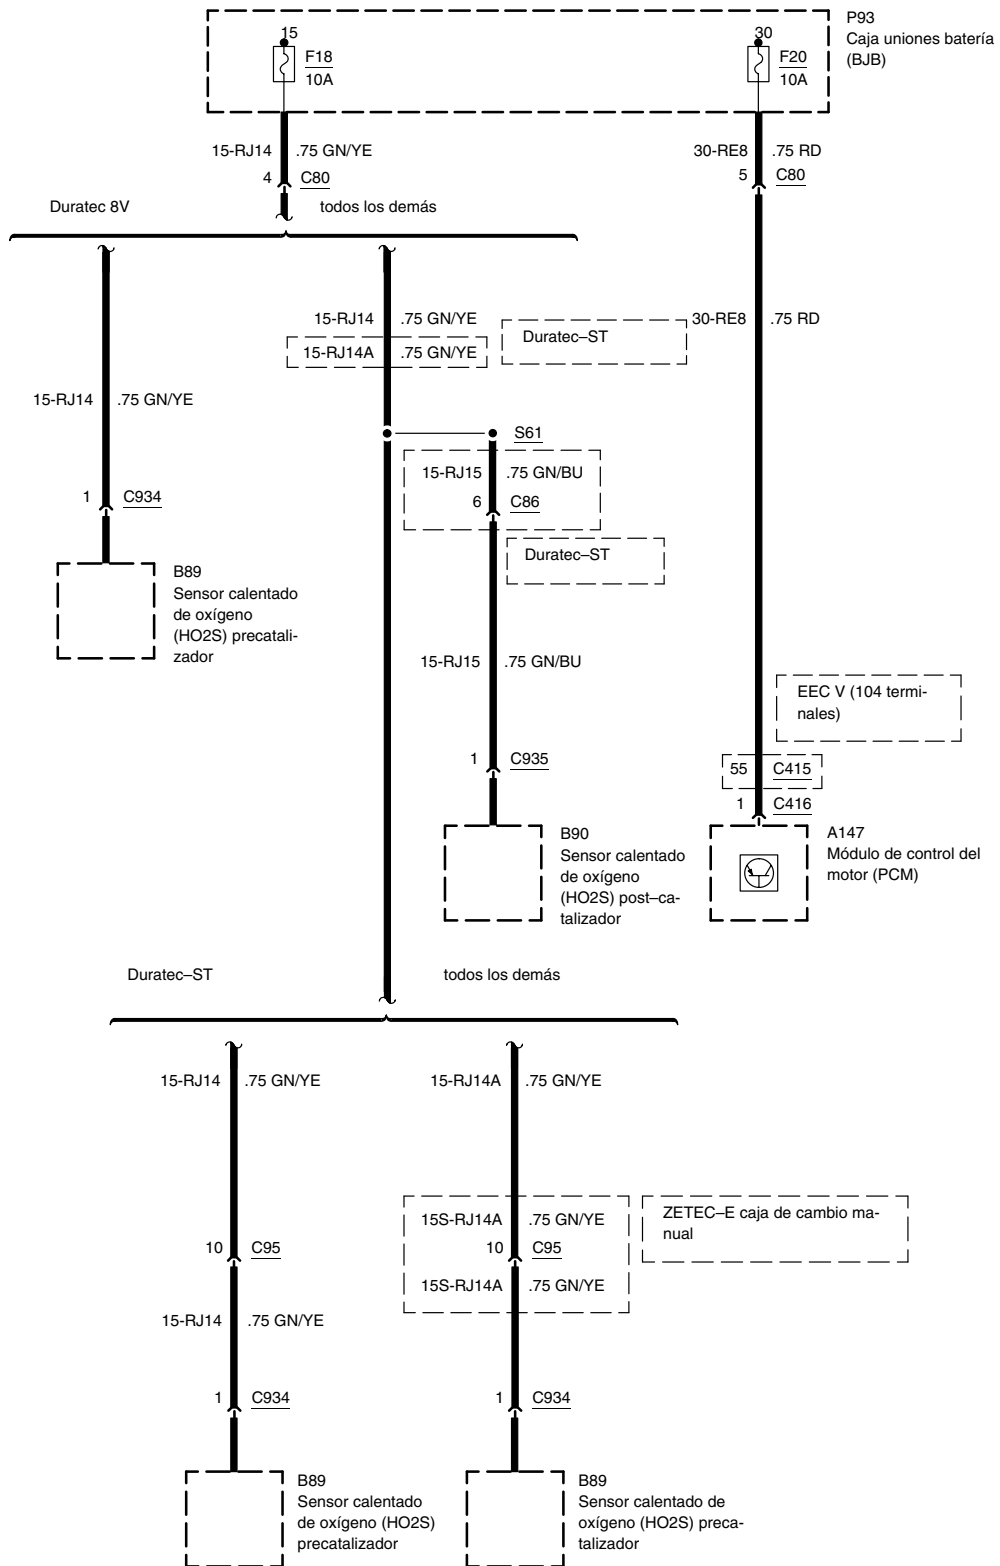 P93
Caja uniones batería
(BJB)
15
F18
10A
30
F20
10A
15-RJ14 .75 GN/YE
4 C80
30-RE8 .75 RD
5 C80
Duratec 8V
todos los demás
15-RJ14 .75 GN/YE
15-RJ14A .75 GN/YE
Duratec–ST
30-RE8 .75 RD
15-RJ14 .75 GN/YE
S61
15-RJ15 .75 GN/BU
6 C86
1 C934
Duratec–ST
B89
Sensor calentado
de oxígeno
(HO2S) precatali-
zador
15-RJ15 .75 GN/BU
EEC V (104 termi-
nales)
1 C935
55 C415
1 C416
B90
Sensor calentado
de oxígeno
(HO2S) post–ca-
talizador
A147
Módulo de control del
motor (PCM)
Duratec–ST
todos los demás
15-RJ14 .75 GN/YE
15-RJ14A .75 GN/YE
15S-RJ14A .75 GN/YE
ZETEC–E caja de cambio ma-
nual
10 C95
10 C95
15S-RJ14A .75 GN/YE
15-RJ14 .75 GN/YE
1 C934
1 C934
B89
Sensor calentado
de oxígeno (HO2S)
precatalizador
B89
Sensor calentado de
oxígeno (HO2S) preca-
talizador